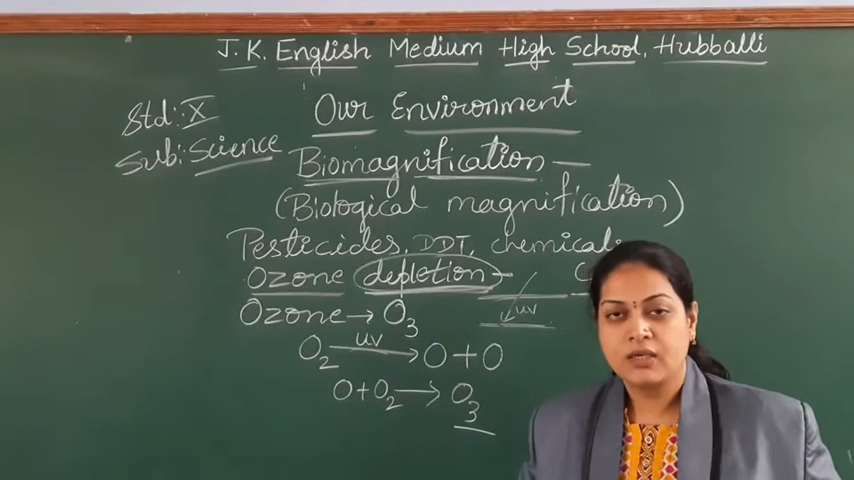 J.K. English Medium High School, Hubballi
Std: X
Our Environment
Sub: Science
Biomagnification —
(Biological magnification)
Pesticides, DDT, chemical
Ozone depletion –
uv
Ozone → O3
O2 uv→ O + O
O + O2 → O3